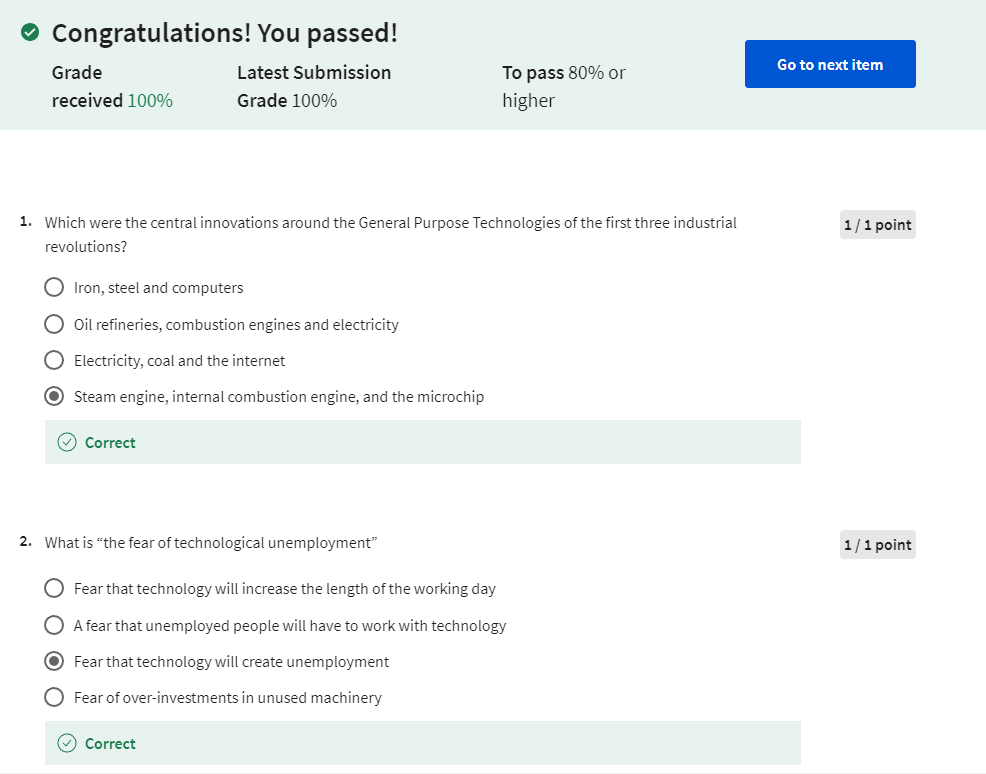 Congratulations! You passed!
Grade
received 100%
Latest Submission
Grade 100%
To pass 80% or
higher
Go to next item
1. Which were the central innovations around the General Purpose Technologies of the first three industrial
revolutions?
1 / 1 point
Iron, steel and computers
Oil refineries, combustion engines and electricity
Electricity, coal and the internet
Steam engine, internal combustion engine, and the microchip
Correct
2. What is “the fear of technological unemployment”
1 / 1 point
Fear that technology will increase the length of the working day
A fear that unemployed people will have to work with technology
Fear that technology will create unemployment
Fear of over-investments in unused machinery
Correct